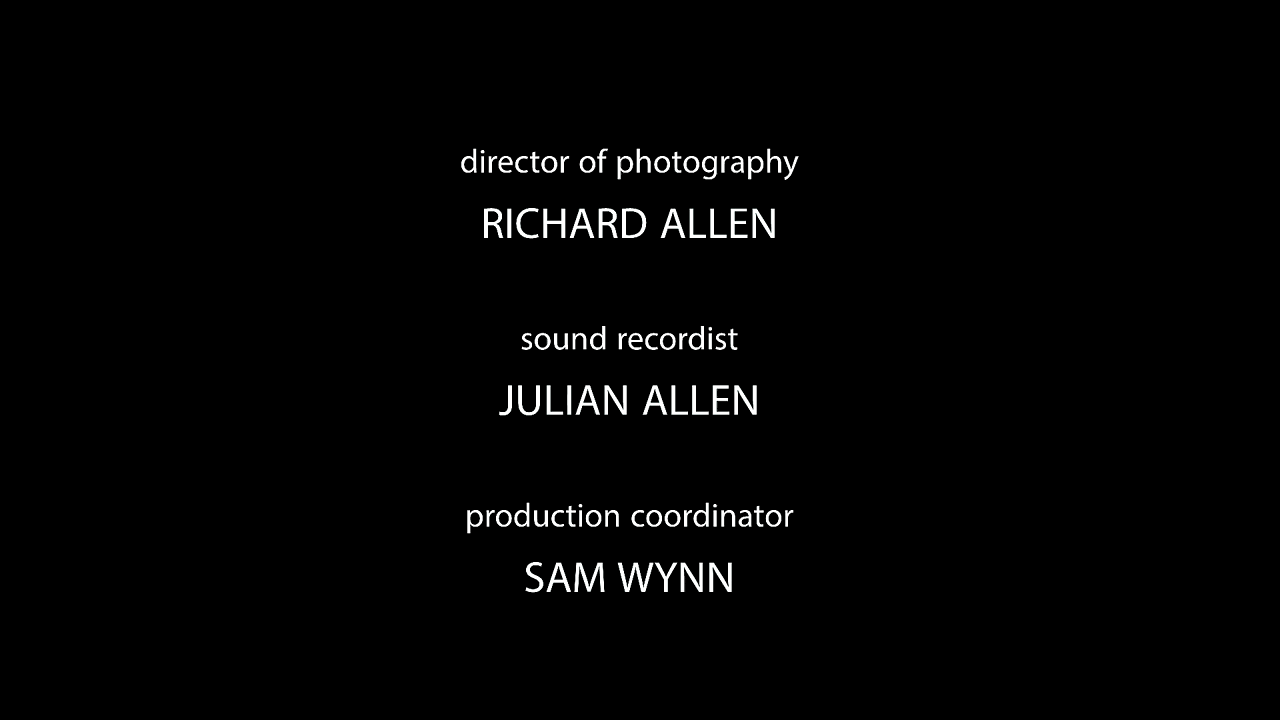 director of photography
RICHARD ALLEN
sound recordist
JULIAN ALLEN
production coordinator
SAM WYNN